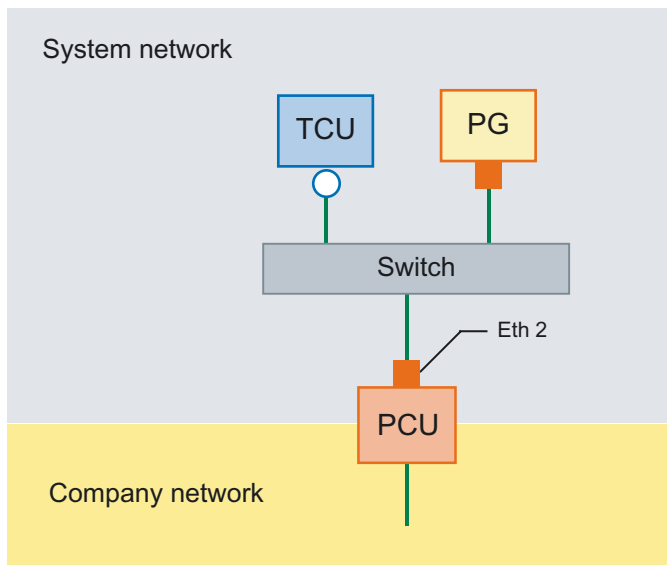 System network
TCU
PG
Switch
Eth 2
PCU
Company network